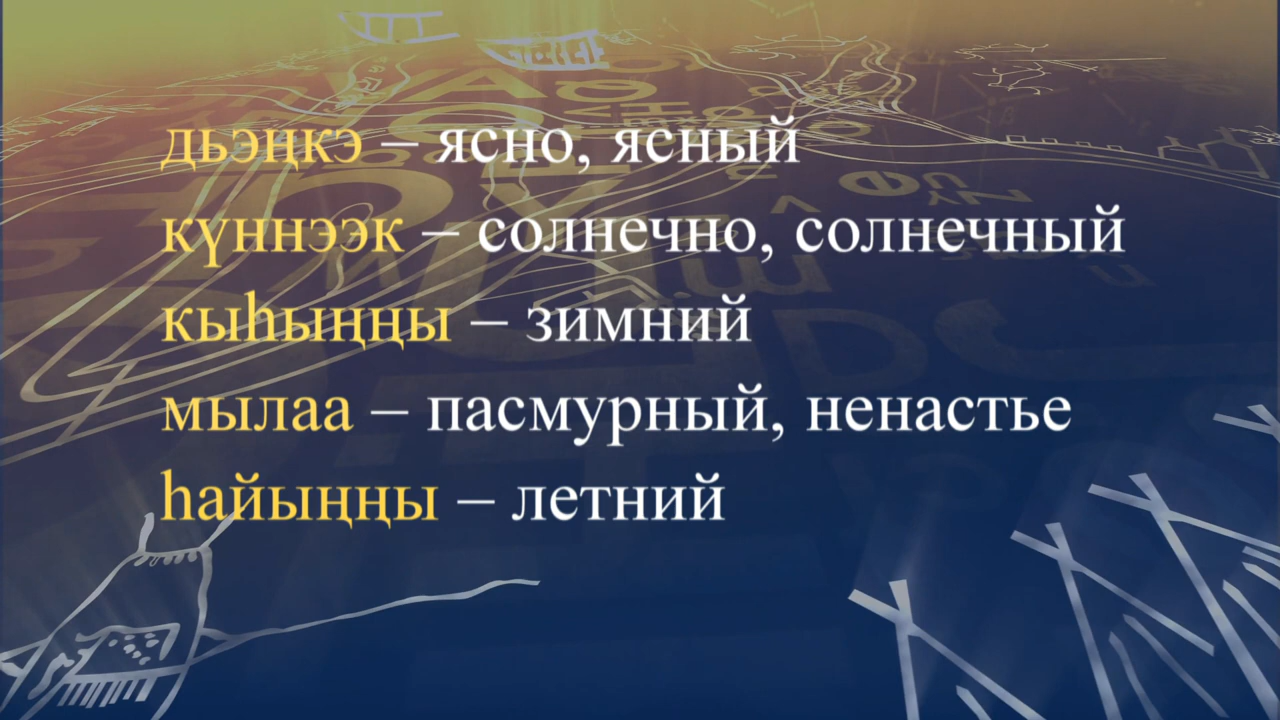 дьэҥкэ – ясно, ясный
күннээк – солнечно, солнечный
кыһыҥҥы – зимний
мылаа – пасмурный, ненастье
һайыҥҥы – летний